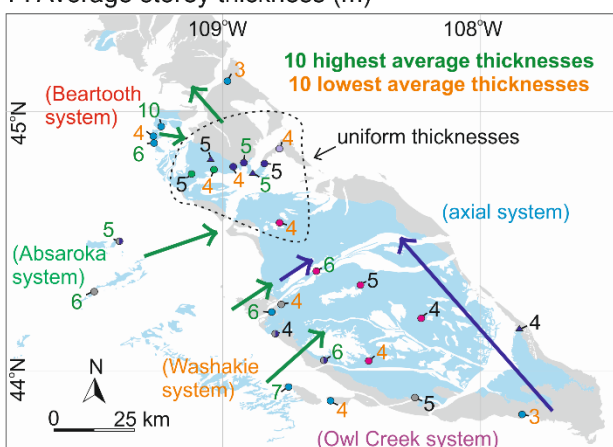 Average storey thickness (m)
109°W 108°W
10 highest average thicknesses
10 lowest average thicknesses
3
(Beartooth
system)
45°N
10
4
6
uniform thicknesses
5
4
5
4
4
5
5
5
4
(axial system)
5
(Absaroka
system)
6
6
5
4
6
4
4
4
(Washakie
system)
6
4
44°N
N
7
4
5
3
0 25 km
(Owl Creek system)